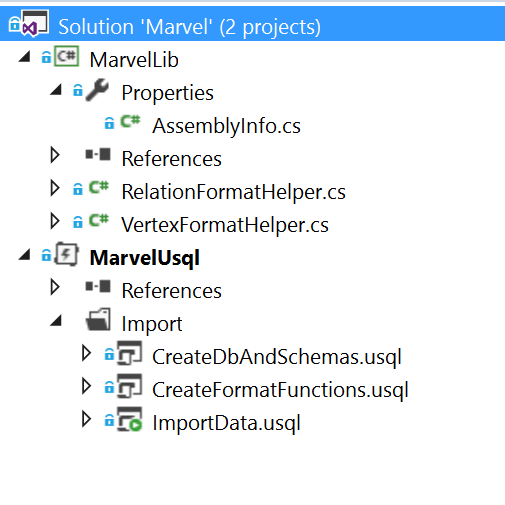 Solution 'Marvel' (2 projects)
C# MarvelLib
Properties
C# AssemblyInfo.cs
References
C# RelationFormatHelper.cs
C# VertexFormatHelper.cs
MarvelUsql
References
Import
CreateDbAndSchemas.usql
CreateFormatFunctions.usql
ImportData.usql